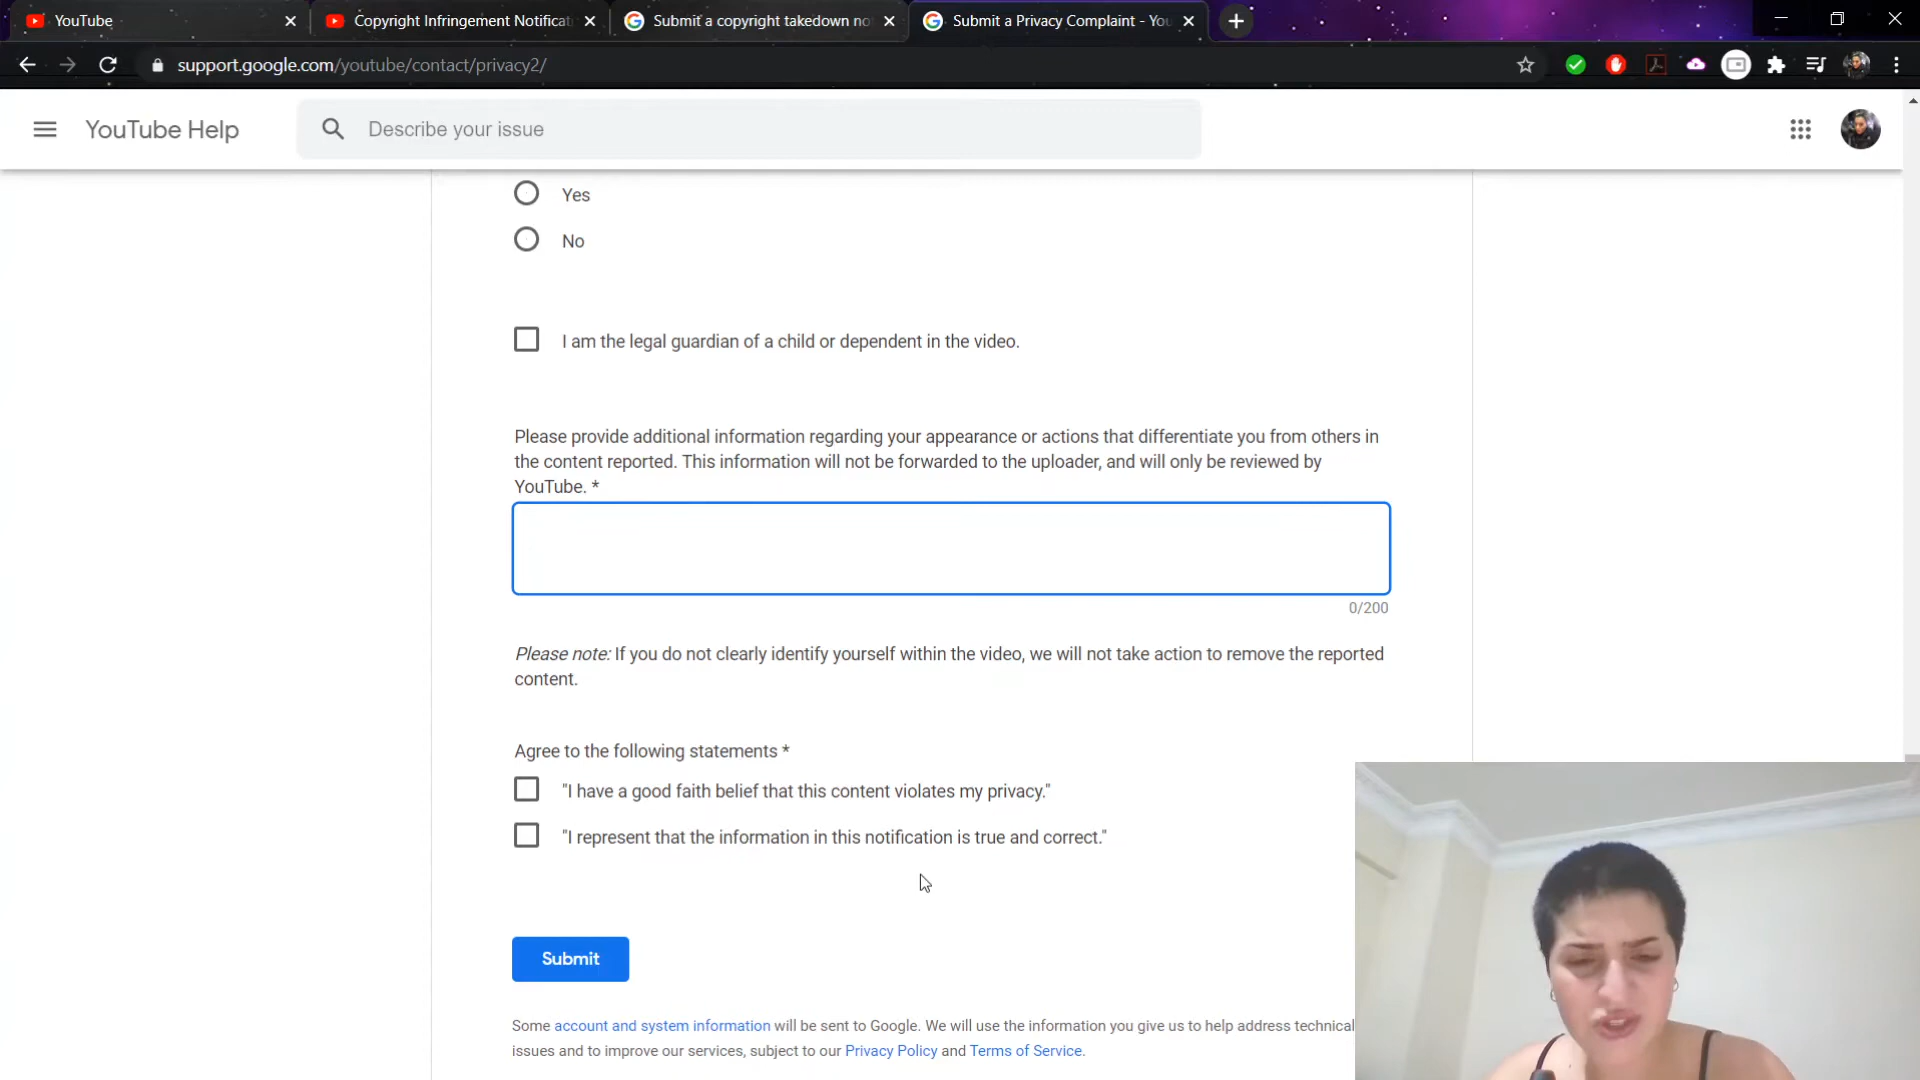 YouTube
Copyright Infringement Notificat
Submit a copyright takedown no
Submit a Privacy Complaint - You
support.google.com/youtube/contact/privacy2/
YouTube Help
Describe your issue
Yes
No
I am the legal guardian of a child or dependent in the video.
Please provide additional information regarding your appearance or actions that differentiate you from others in
the content reported. This information will not be forwarded to the uploader, and will only be reviewed by
YouTube. *
0/200
Please note: If you do not clearly identify yourself within the video, we will not take action to remove the reported
content.
Agree to the following statements *
"I have a good faith belief that this content violates my privacy."
"I represent that the information in this notification is true and correct."
Submit
Some account and system information will be sent to Google. We will use the information you give us to help address technical
issues and to improve our services, subject to our Privacy Policy and Terms of Service.